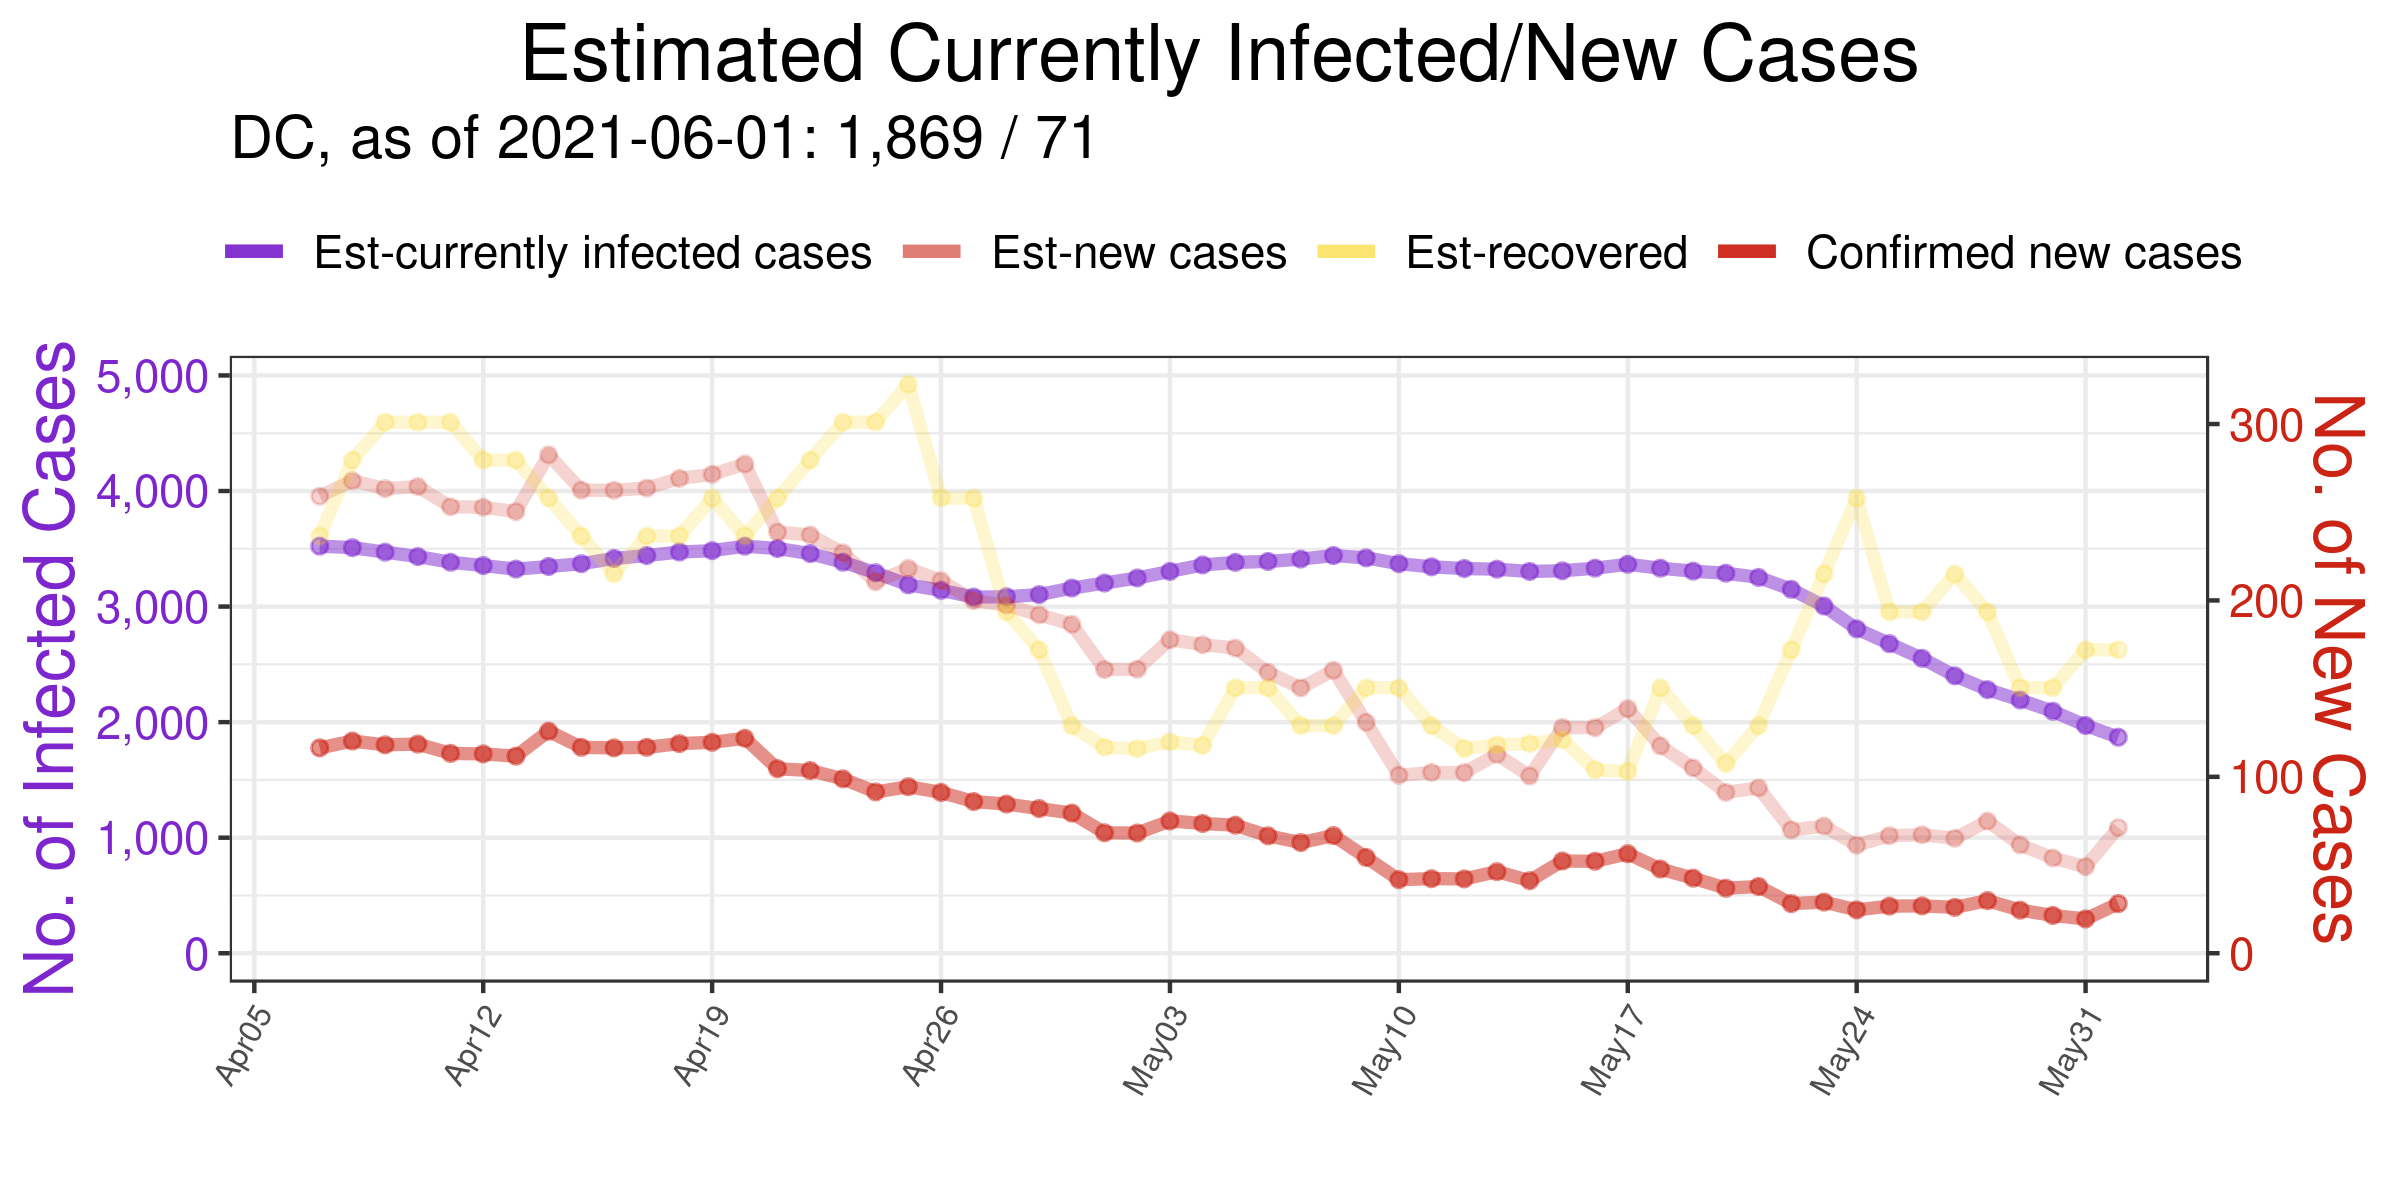 Estimated Currently Infected/New Cases
DC, as of 2021-06-01: 1,869 / 71
Est-currently infected cases Est-new cases Est-recovered Confirmed new cases
No. of Infected Cases
5,000
4,000
3,000
2,000
1,000
0
300
200
100
0
No. of New Cases
Apr05 Apr12 Apr19 Apr26 May03 May10 May17 May24 May31